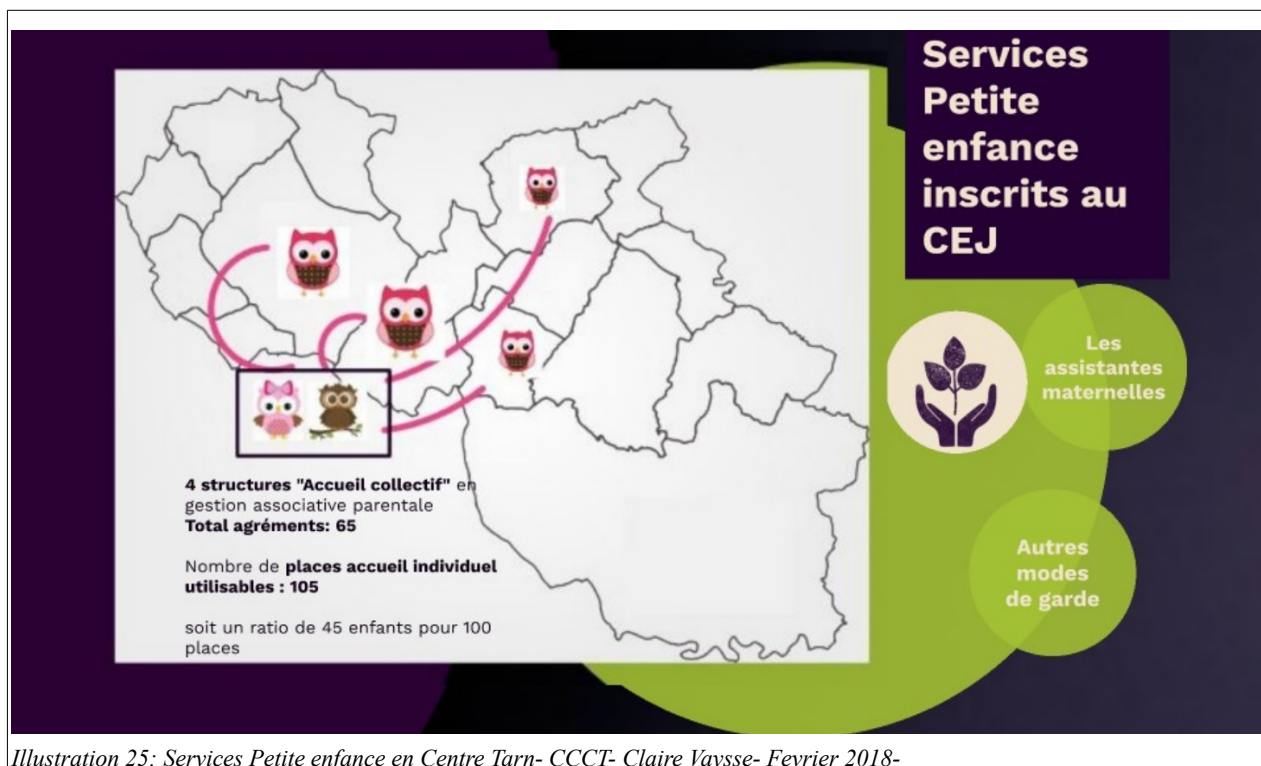 Services
Petite
enfance
inscrits au
CEJ
Les
assistantes
maternelles
Autres
modes
de garde
4 structures "Accueil collectif" en
gestion associative parentale
Total agréments: 65
Nombre de places accueil individuel
utilisables : 105
soit un ratio de 45 enfants pour 100
places
Illustration 25: Services Petite enfance en Centre Tarn- CCCT- Claire Vaysse- Fevrier 2018-